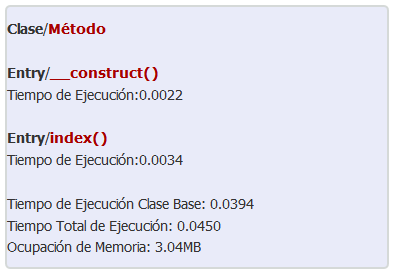 Clase/Método
Entry/__construct()
Tiempo de Ejecución:0.0022
Entry/index()
Tiempo de Ejecución:0.0034
Tiempo de Ejecución Clase Base: 0.0394
Tiempo Total de Ejecución: 0.0450
Ocupación de Memoria: 3.04MB